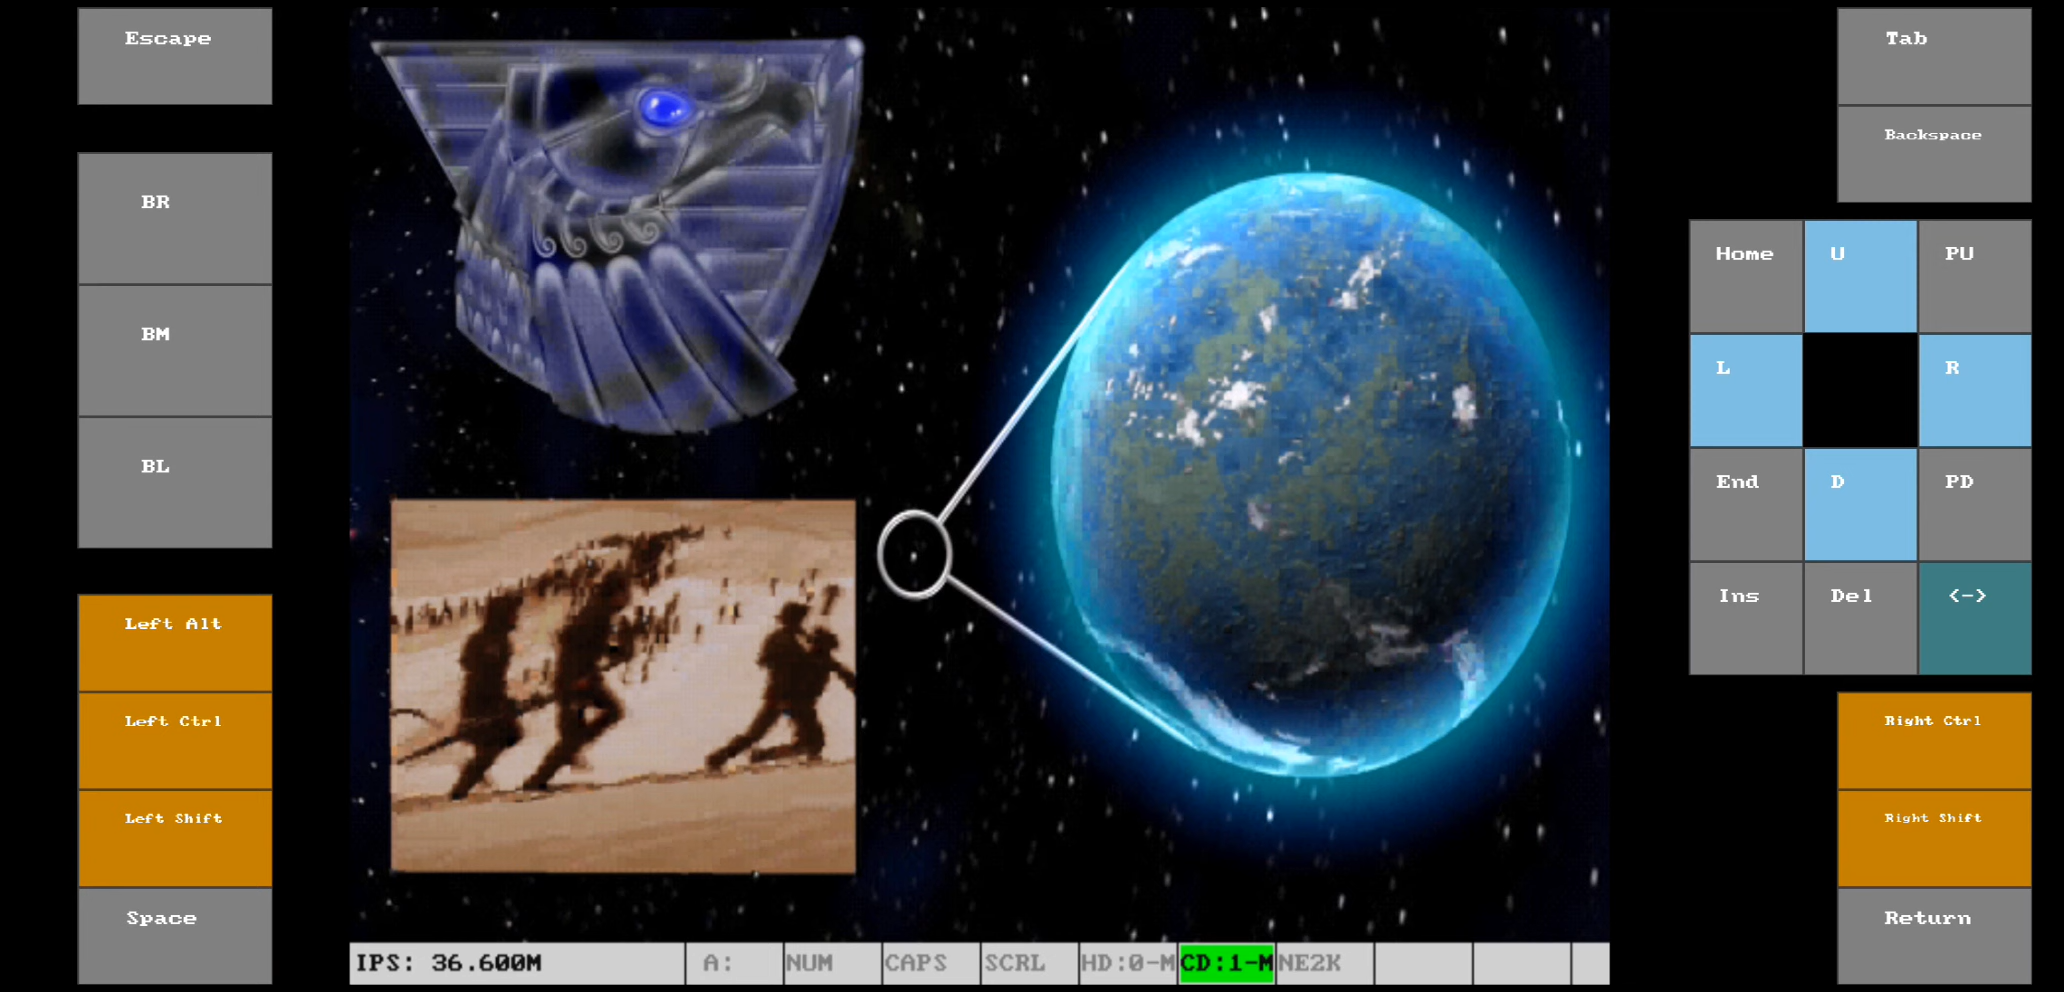 Escape
BR
BM
BL
Left Alt
Left Ctrl
Left Shift
Space
Tab
Backspace
Home U PU
L R
End D PD
Ins Del <->
Right Ctrl
Right Shift
Return
IPS: 36.600M A: NUM CAPS SCRL HD:0-M CD:1-M NE2K